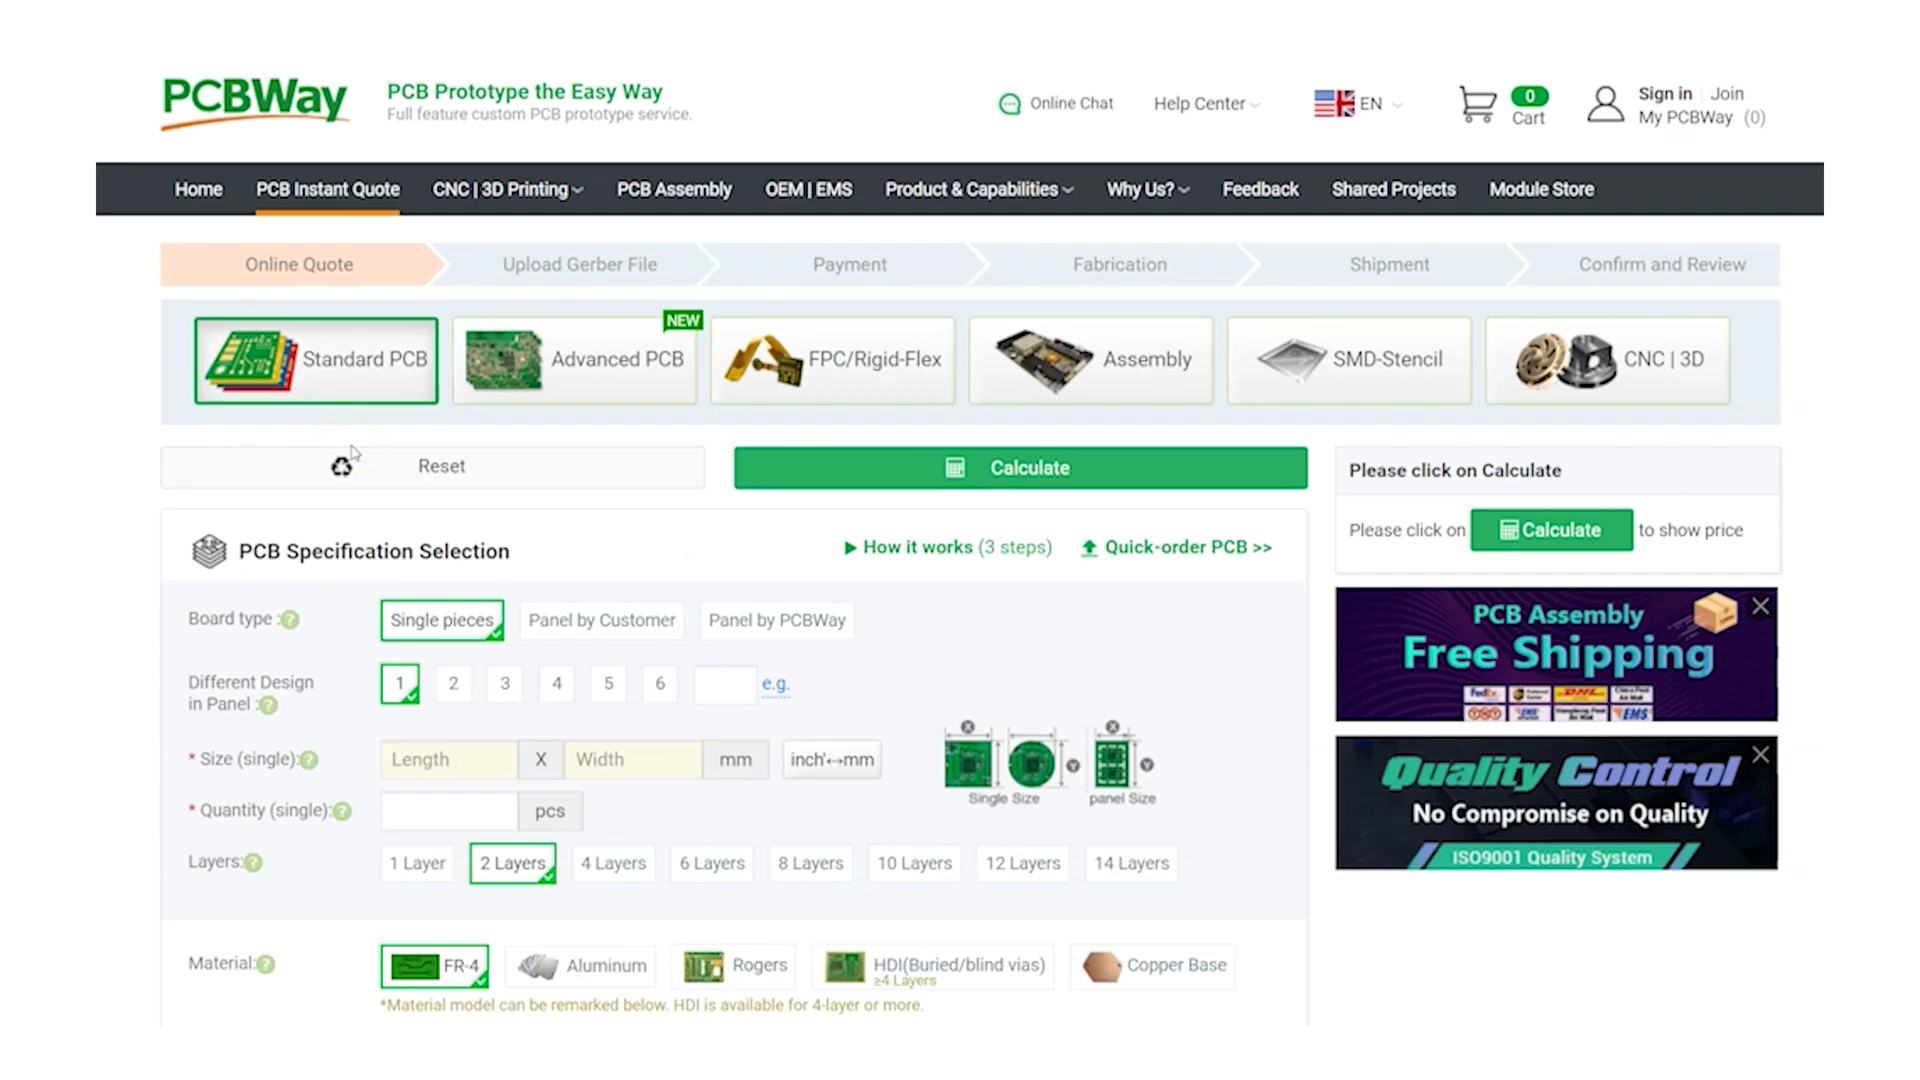 PCBWay
PCB Prototype the Easy Way
Full feature custom PCB prototype service.
Online Chat
Help Center
EN
0
Cart
Sign in | Join
My PCBWay (0)
Home
PCB Instant Quote
CNC | 3D Printing
PCB Assembly
OEM | EMS
Product & Capabilities
Why Us?
Feedback
Shared Projects
Module Store
Online Quote
Upload Gerber File
Payment
Fabrication
Shipment
Confirm and Review
Standard PCB
NEW
Advanced PCB
FPC/Rigid-Flex
Assembly
SMD-Stencil
CNC | 3D
Reset
Calculate
Please click on Calculate
Please click on Calculate to show price
PCB Specification Selection
How it works (3 steps)
Quick-order PCB >>
Board type :?
Single pieces
Panel by Customer
Panel by PCBWay
Different Design
in Panel :?
1 2 3 4 5 6 e.g.
* Size (single):?
Length X Width mm inch'↔mm
* Quantity (single):?
pcs
X
Y
Single Size
X
Y
panel Size
Layers:?
1 Layer
2 Layers
4 Layers
6 Layers
8 Layers
10 Layers
12 Layers
14 Layers
Material:?
FR-4
Aluminum
Rogers
HDI(Buried/blind vias)
≥4 Layers
Copper Base
*Material model can be remarked below. HDI is available for 4-layer or more.
PCB Assembly
Free Shipping
FedEx
DHL
TNT
EMS
Quality Control
No Compromise on Quality
ISO9001 Quality System